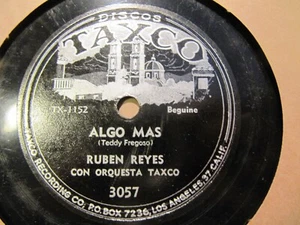 Discos
TAXCO
TX-1152
Beguine
ALGO MAS
(Teddy Fregoso)
RUBEN REYES
CON ORQUESTA TAXCO
3057
TAXCO RECORDING CO. P.O. BOX 7236, LOS ANGELES, 37, CALIF.